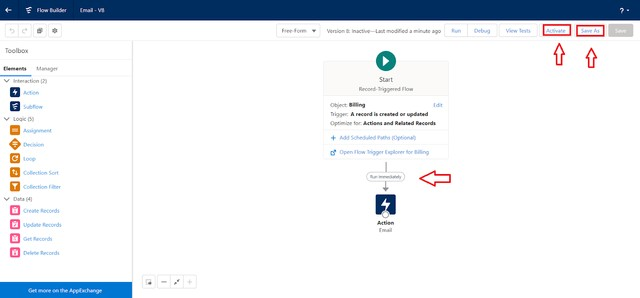 Flow Builder
Email - V8
?
Free-Form
Version 8: Inactive—Last modified a minute ago
Run
Debug
View Tests
Activate
Save As
Save
Toolbox
Elements
Manager
Interaction (2)
Action
Subflow
Logic (5)
Assignment
Decision
Loop
Collection Sort
Collection Filter
Data (4)
Create Records
Update Records
Get Records
Delete Records
Get more on the AppExchange
Start
Record-Triggered Flow
Object: Billing
Edit
Trigger: A record is created or updated
Optimize for: Actions and Related Records
+ Add Scheduled Paths (Optional)
Open Flow Trigger Explorer for Billing
Run Immediately
Action
Email